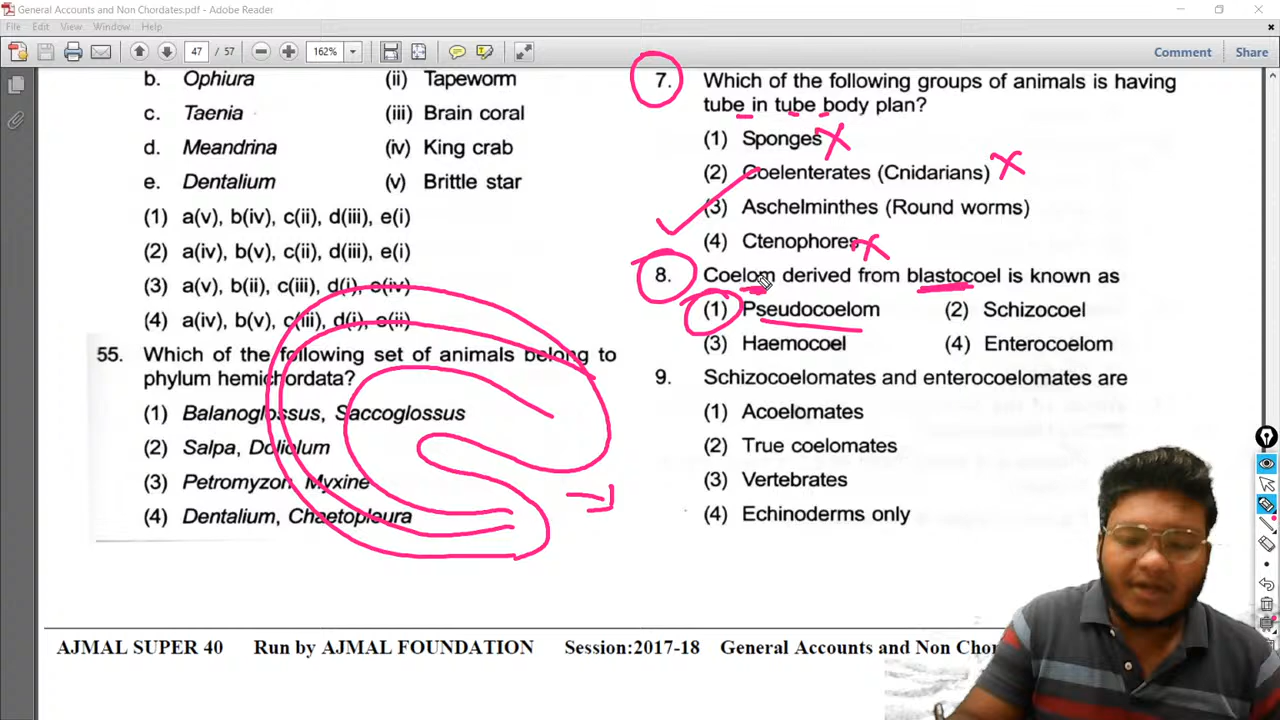 General Accounts and Non Chordates.pdf - Adobe Reader
File Edit View Window Help
47 / 57 162% Comment Share
b. Ophiura (ii) Tapeworm
c. Taenia (iii) Brain coral
d. Meandrina (iv) King crab
e. Dentalium (v) Brittle star
(1) a(v), b(iv), c(ii), d(iii), e(i)
(2) a(iv), b(v), c(ii), d(iii), e(i)
(3) a(v), b(ii), c(iii), d(i), e(iv)
(4) a(iv), b(v), c(iii), d(i), e(ii)
55. Which of the following set of animals belong to
phylum hemichordata?
(1) Balanoglossus, Saccoglossus
(2) Salpa, Doliolum
(3) Petromyzon, Myxine
(4) Dentalium, Chaetopleura
7. Which of the following groups of animals is having
tube in tube body plan?
(1) Sponges
(2) Coelenterates (Cnidarians)
(3) Aschelminthes (Round worms)
(4) Ctenophores
8. Coelom derived from blastocoel is known as
(1) Pseudocoelom (2) Schizocoel
(3) Haemocoel (4) Enterocoelom
9. Schizocoelomates and enterocoelomates are
(1) Acoelomates
(2) True coelomates
(3) Vertebrates
(4) Echinoderms only
AJMAL SUPER 40 Run by AJMAL FOUNDATION Session:2017-18 General Accounts and Non